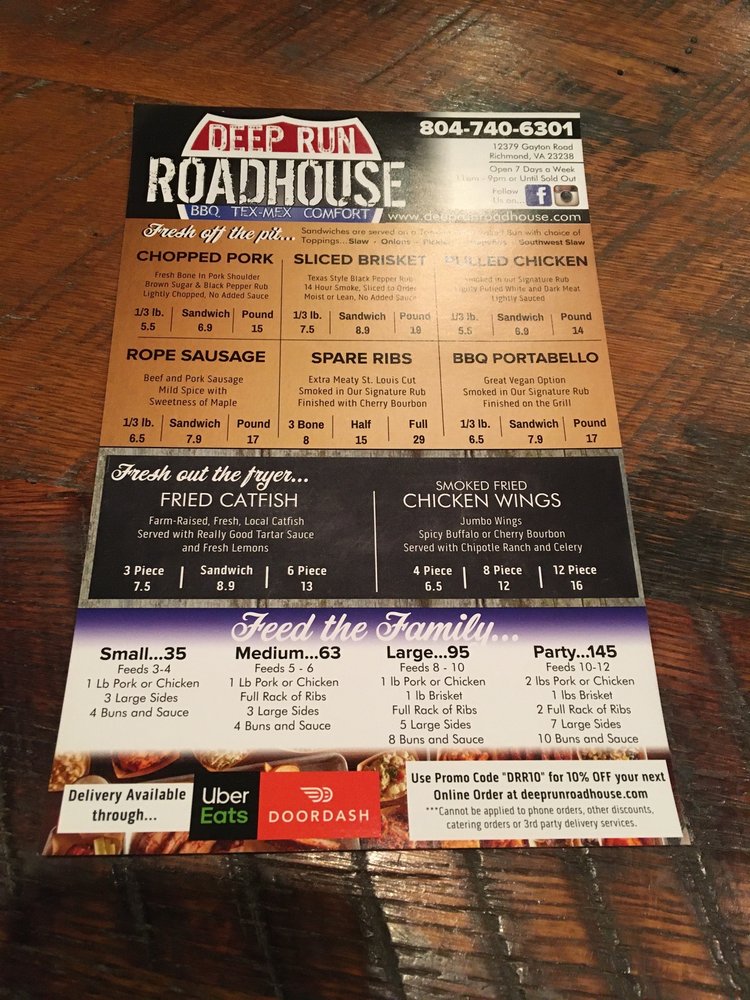 DEEP RUN
ROADHOUSE
BBQ TEX-MEX COMFORT
804-740-6301
12379 Gayton Road
Richmond, VA 23238
Open 7 Days a Week
11am - 9pm or Until Sold Out
Follow
Us on...
www.deeprunroadhouse.com
Fresh off the pit...
Sandwiches are served on a Bun with choice of
Toppings... Slaw - Onions - Pickles - Southwest Slaw
CHOPPED PORK
Fresh Bone In Pork Shoulder
Brown Sugar & Black Pepper Rub
Lightly Chopped, No Added Sauce
1/3 lb. Sandwich Pound
5.5 6.9 15
SLICED BRISKET
Texas Style Black Pepper Rub
14 Hour Smoke, Sliced to Order
Moist or Lean, No Added Sauce
1/3 lb. Sandwich Pound
7.5 8.9 19
PULLED CHICKEN
Smoked in our Signature Rub
Lightly Pulled White and Dark Meat
Lightly Sauced
1/3 lb. Sandwich Pound
5.5 6.9 14
ROPE SAUSAGE
Beef and Pork Sausage
Mild Spice with
Sweetness of Maple
1/3 lb. Sandwich Pound
6.5 7.9 17
SPARE RIBS
Extra Meaty St. Louis Cut
Smoked in Our Signature Rub
Finished with Cherry Bourbon
3 Bone Half Full
8 15 29
BBQ PORTABELLO
Great Vegan Option
Smoked in Our Signature Rub
Finished on the Grill
1/3 lb. Sandwich Pound
6.5 7.9 17
Fresh out the fryer...
FRIED CATFISH
Farm-Raised, Fresh, Local Catfish
Served with Really Good Tartar Sauce
and Fresh Lemons
3 Piece Sandwich 6 Piece
7.5 8.9 13
SMOKED FRIED
CHICKEN WINGS
Jumbo Wings
Spicy Buffalo or Cherry Bourbon
Served with Chipotle Ranch and Celery
4 Piece 8 Piece 12 Piece
6.5 12 16
Feed the Family...
Small...35
Feeds 3-4
1 Lb Pork or Chicken
3 Large Sides
4 Buns and Sauce
Medium...63
Feeds 5 - 6
1 Lb Pork or Chicken
Full Rack of Ribs
3 Large Sides
4 Buns and Sauce
Large...95
Feeds 8 - 10
1 lb Pork or Chicken
1 lb Brisket
Full Rack of Ribs
5 Large Sides
8 Buns and Sauce
Party...145
Feeds 10-12
2 lbs Pork or Chicken
1 lbs Brisket
2 Full Rack of Ribs
7 Large Sides
10 Buns and Sauce
Delivery Available
through...
Uber
Eats
DOORDASH
Use Promo Code "DRR10" for 10% OFF your next
Online Order at deeprunroadhouse.com
***Cannot be applied to phone orders, other discounts,
catering orders or 3rd party delivery services.